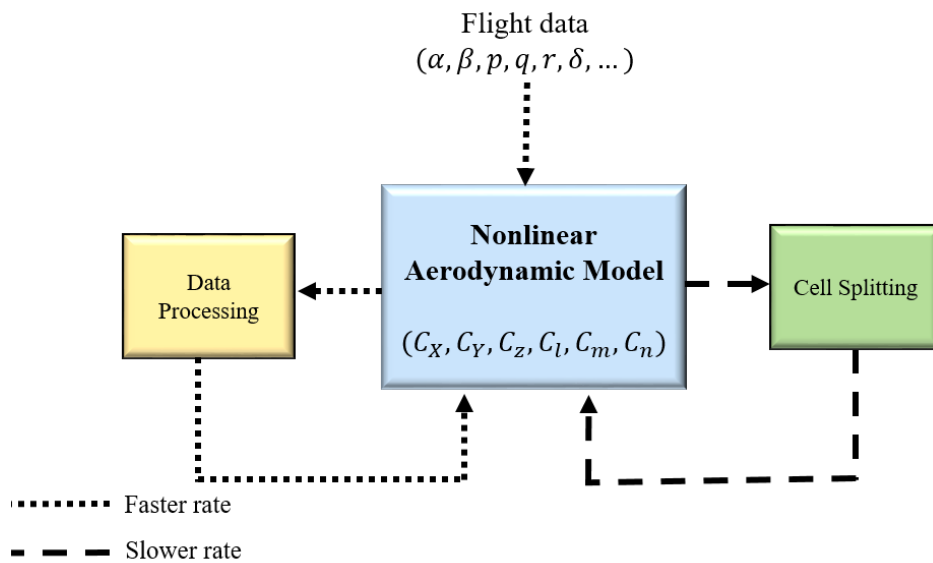 Flight data
(α, β, p, q, r, δ, …)
Nonlinear
Aerodynamic Model
(C_X, C_Y, C_z, C_l, C_m, C_n)
Data
Processing
Cell Splitting
Faster rate
Slower rate